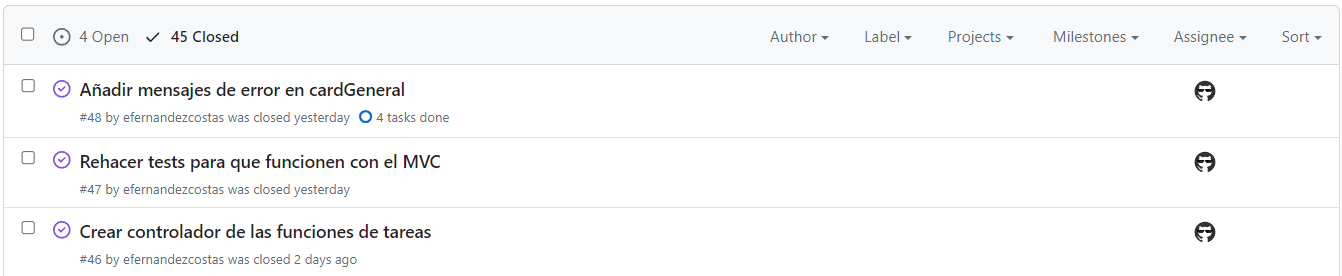 4 Open 45 Closed Author Label Projects Milestones Assignee Sort
Añadir mensajes de error en cardGeneral
#48 by efernandezcostas was closed yesterday 4 tasks done
Rehacer tests para que funcionen con el MVC
#47 by efernandezcostas was closed yesterday
Crear controlador de las funciones de tareas
#46 by efernandezcostas was closed 2 days ago